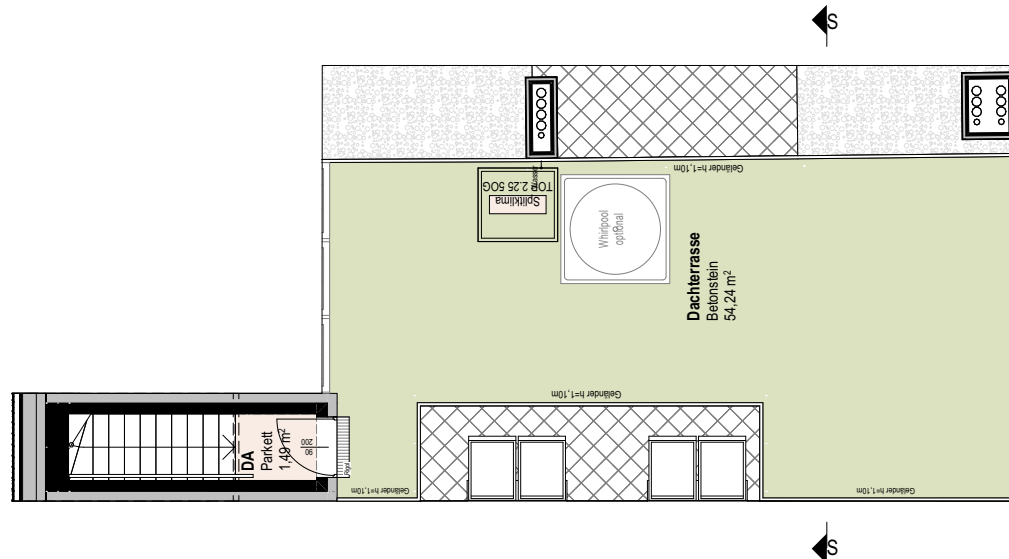 S
Geländer h=1,10m
TOP 2.25 5OG
Splitklima
Whirlpool
optional
Dachterrasse
Betonstein
54,24 m²
Geländer h=1,10m
DA
Parkett
1,49 m²
90
200
Rigol
Geländer h=1,10m
Geländer h=1,10m
S